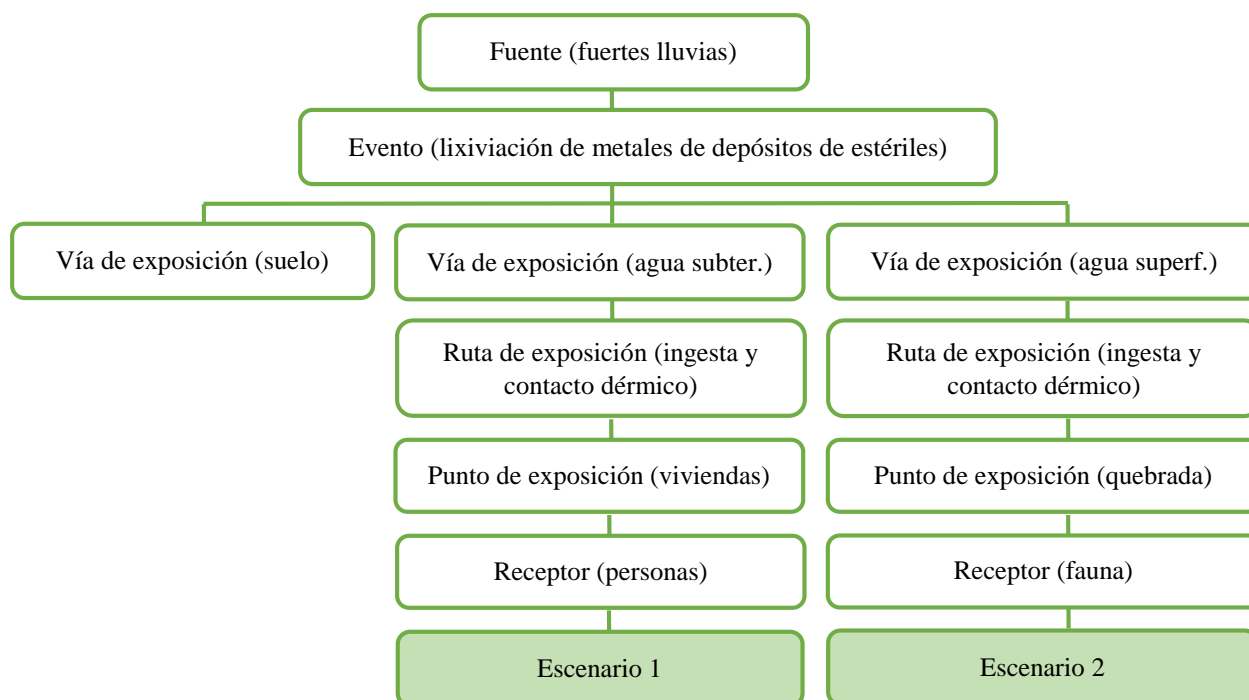 Fuente (fuertes lluvias)
Evento (lixiviación de metales de depósitos de estériles)
Vía de exposición (suelo)
Vía de exposición (agua subter.)
Vía de exposición (agua superf.)
Ruta de exposición (ingesta y
contacto dérmico)
Ruta de exposición (ingesta y
contacto dérmico)
Punto de exposición (viviendas)
Punto de exposición (quebrada)
Receptor (personas)
Receptor (fauna)
Escenario 1
Escenario 2